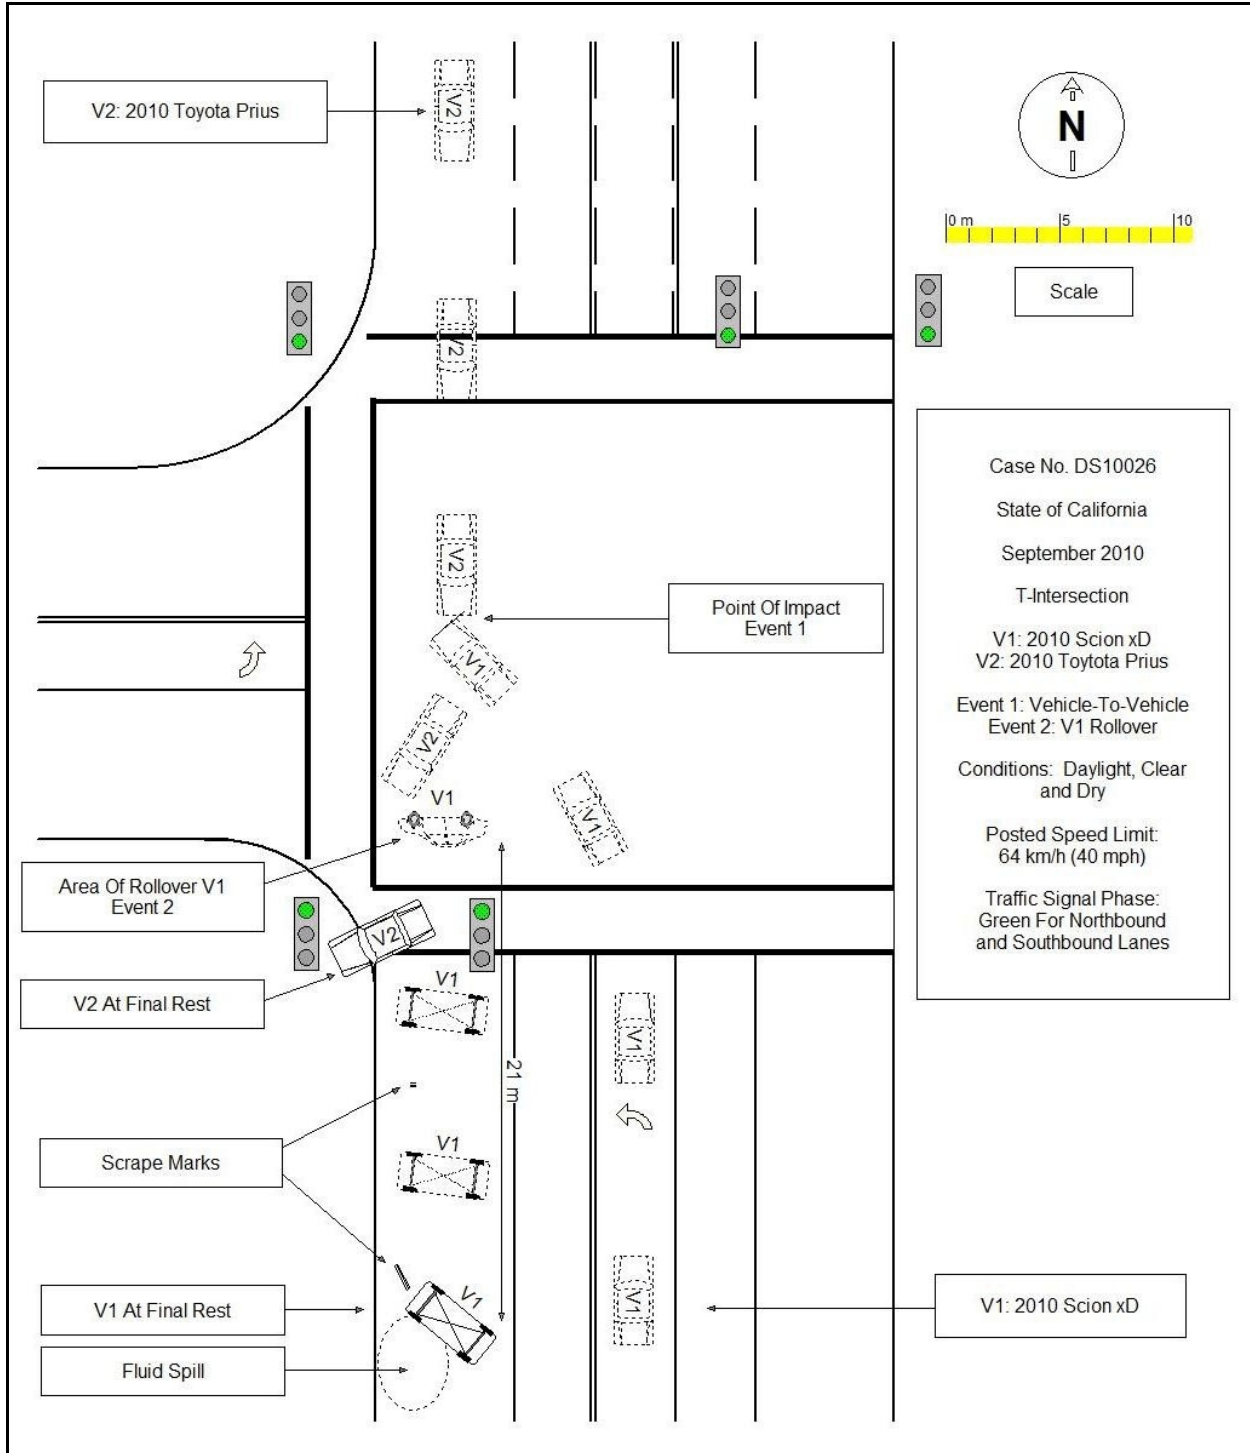 V2: 2010 Toyota Prius
V2
N
0 m 5 10
Scale
V2
Case No. DS10026
State of California
September 2010
T-Intersection
V1: 2010 Scion xD
V2: 2010 Toytota Prius
Event 1: Vehicle-To-Vehicle
Event 2: V1 Rollover
Conditions: Daylight, Clear
and Dry
Posted Speed Limit:
64 km/h (40 mph)
Traffic Signal Phase:
Green For Northbound
and Southbound Lanes
V2
Point Of Impact
Event 1
V1
V2
V1
V1
Area Of Rollover V1
Event 2
V2
V2 At Final Rest
V1
V1
21 m
Scrape Marks
V1
V1 At Final Rest
V1
V1
V1: 2010 Scion xD
Fluid Spill